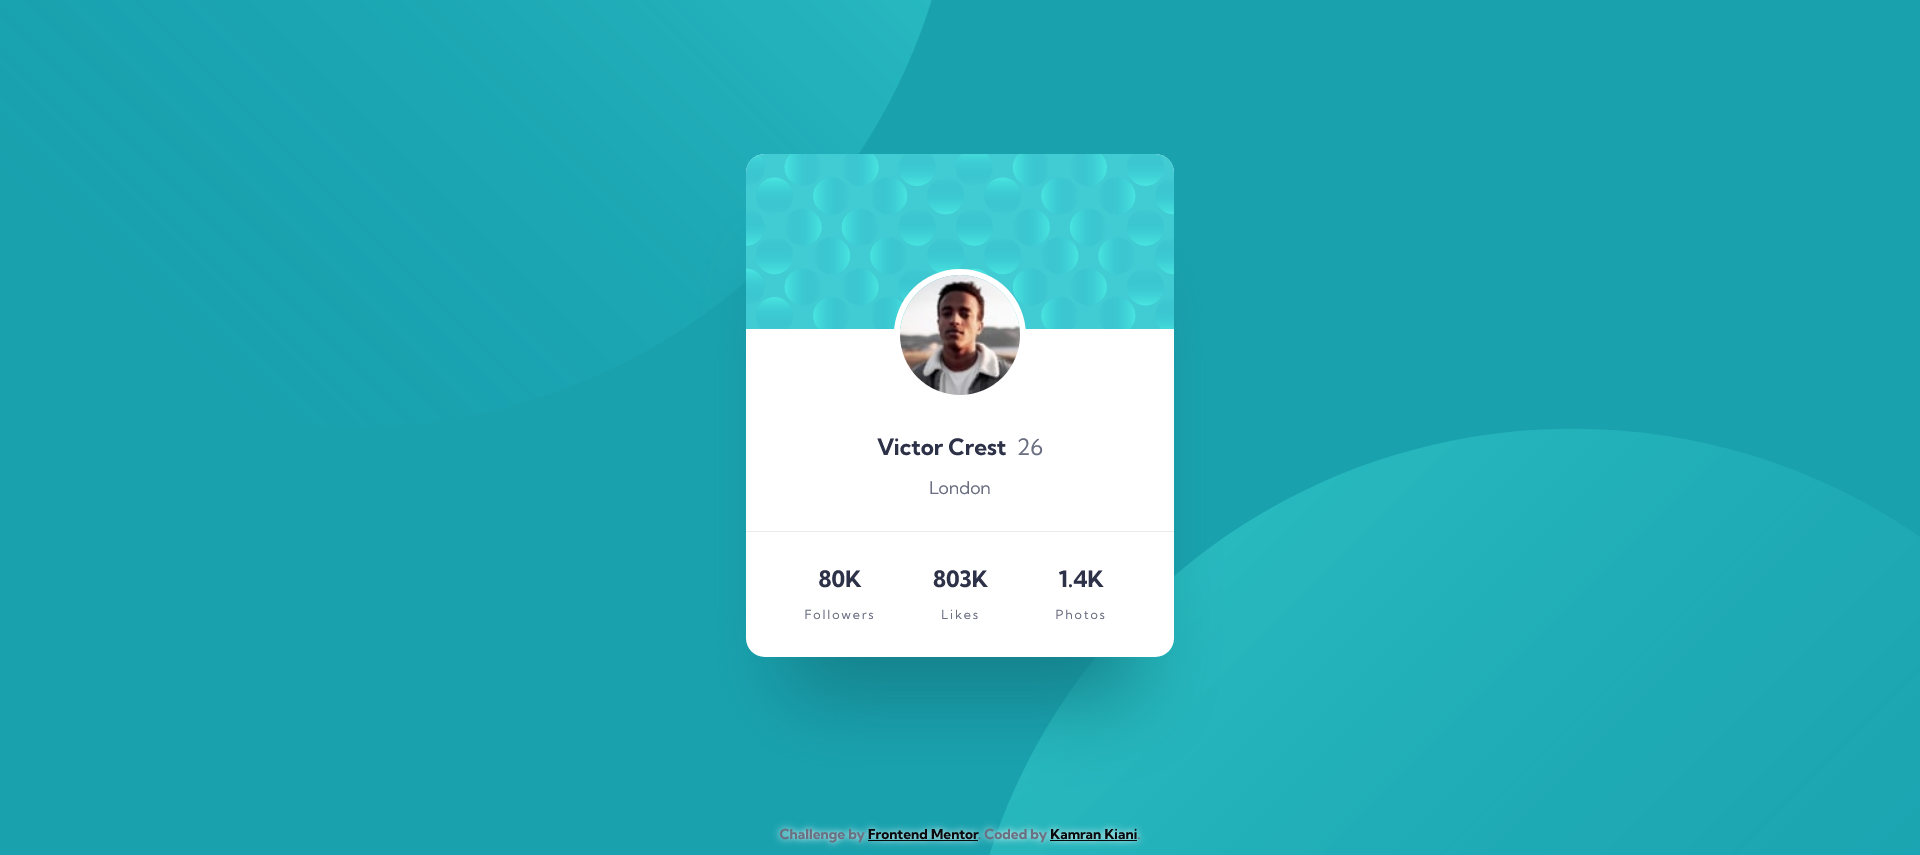 Victor Crest 26
London
80K 803K 1.4K
Followers Likes Photos
Challenge by Frontend Mentor. Coded by Kamran Kiani.